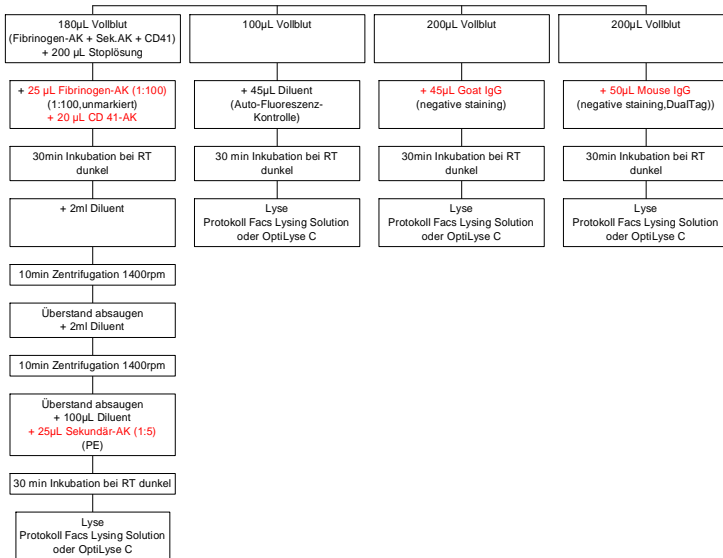 180µL Vollblut
(Fibrinogen-AK + Sek.AK + CD41)
+ 200 µL Stoplösung
+ 25 µL Fibrinogen-AK (1:100)
(1:100,unmarkiert)
+ 20 µL CD 41-AK
30min Inkubation bei RT
dunkel
+ 2ml Diluent
10min Zentrifugation 1400rpm
Überstand absaugen
+ 2ml Diluent
10min Zentrifugation 1400rpm
Überstand absaugen
+ 100µL Diluent
+ 25µL Sekundär-AK (1:5)
(PE)
30 min Inkubation bei RT dunkel
Lyse
Protokoll Facs Lysing Solution
oder OptiLyse C
100µL Vollblut
+ 45µL Diluent
(Auto-Fluoreszenz-
Kontrolle)
30 min Inkubation bei RT
dunkel
Lyse
Protokoll Facs Lysing Solution
oder OptiLyse C
200µL Vollblut
+ 45µL Goat IgG
(negative staining)
30min Inkubation bei RT
dunkel
Lyse
Protokoll Facs Lysing Solution
oder OptiLyse C
200µL Vollblut
+ 50µL Mouse IgG
(negative staining,DualTag))
30min Inkubation bei RT
dunkel
Lyse
Protokoll Facs Lysing Solution
oder OptiLyse C